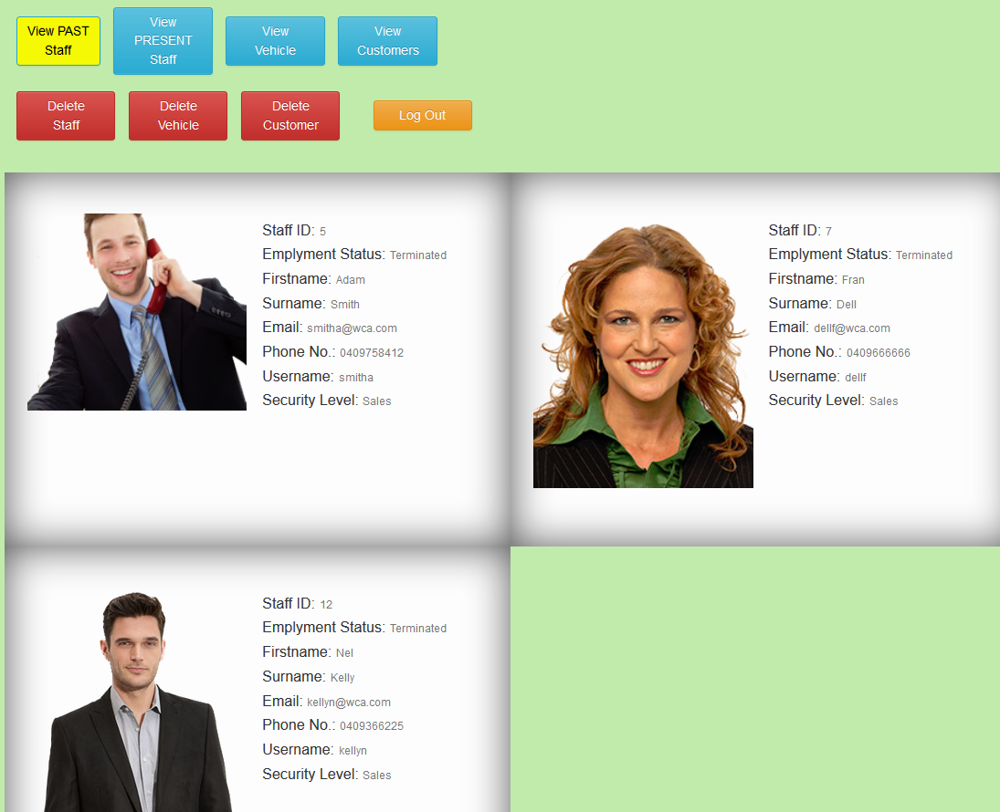 View PAST
Staff
View
PRESENT
Staff
View
Vehicle
View
Customers
Delete
Staff
Delete
Vehicle
Delete
Customer
Log Out
Staff ID: 5
Emplyment Status: Terminated
Firstname: Adam
Surname: Smith
Email: smitha@wca.com
Phone No.: 0409758412
Username: smitha
Security Level: Sales
Staff ID: 7
Emplyment Status: Terminated
Firstname: Fran
Surname: Dell
Email: dellf@wca.com
Phone No.: 0409666666
Username: dellf
Security Level: Sales
Staff ID: 12
Emplyment Status: Terminated
Firstname: Nel
Surname: Kelly
Email: kellyn@wca.com
Phone No.: 0409366225
Username: kellyn
Security Level: Sales